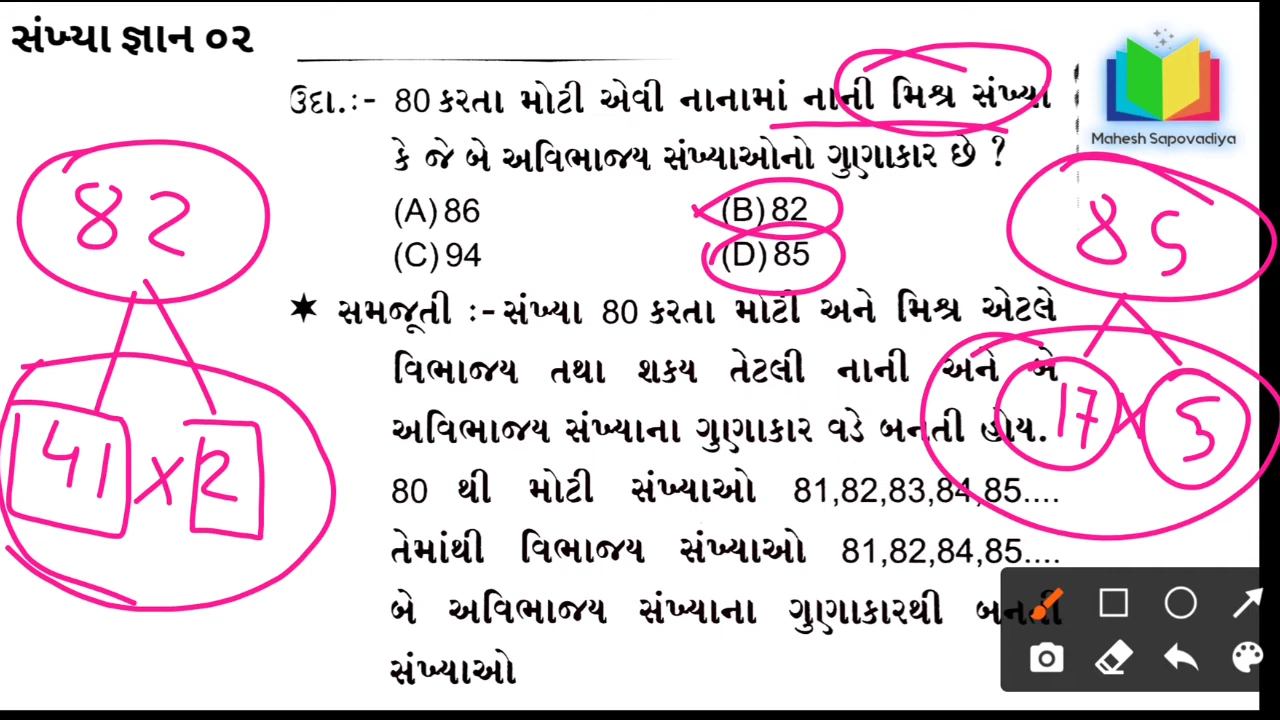 સંખ્યા જ્ઞાન ૦૨
Mahesh Sapovadiya
ઉદા.:- 80 કરતા મોટી એવી નાનામાં નાની મિશ્ર સંખ્યા
કે જે બે અવિભાજ્ય સંખ્યાઓનો ગુણાકાર છે ?
(A) 86 (B) 82
(C) 94 (D) 85
★ સમજૂતી :- સંખ્યા 80 કરતા મોટી અને મિશ્ર એટલે
વિભાજ્ય તથા શક્ય તેટલી નાની અને બે
અવિભાજ્ય સંખ્યાના ગુણાકાર વડે બનતી હોય.
80 થી મોટી સંખ્યાઓ 81,82,83,84,85....
તેમાંથી વિભાજ્ય સંખ્યાઓ 81,82,84,85....
બે અવિભાજ્ય સંખ્યાના ગુણાકારથી બનતી
સંખ્યાઓ
82
41 × 2
85
17 × 5